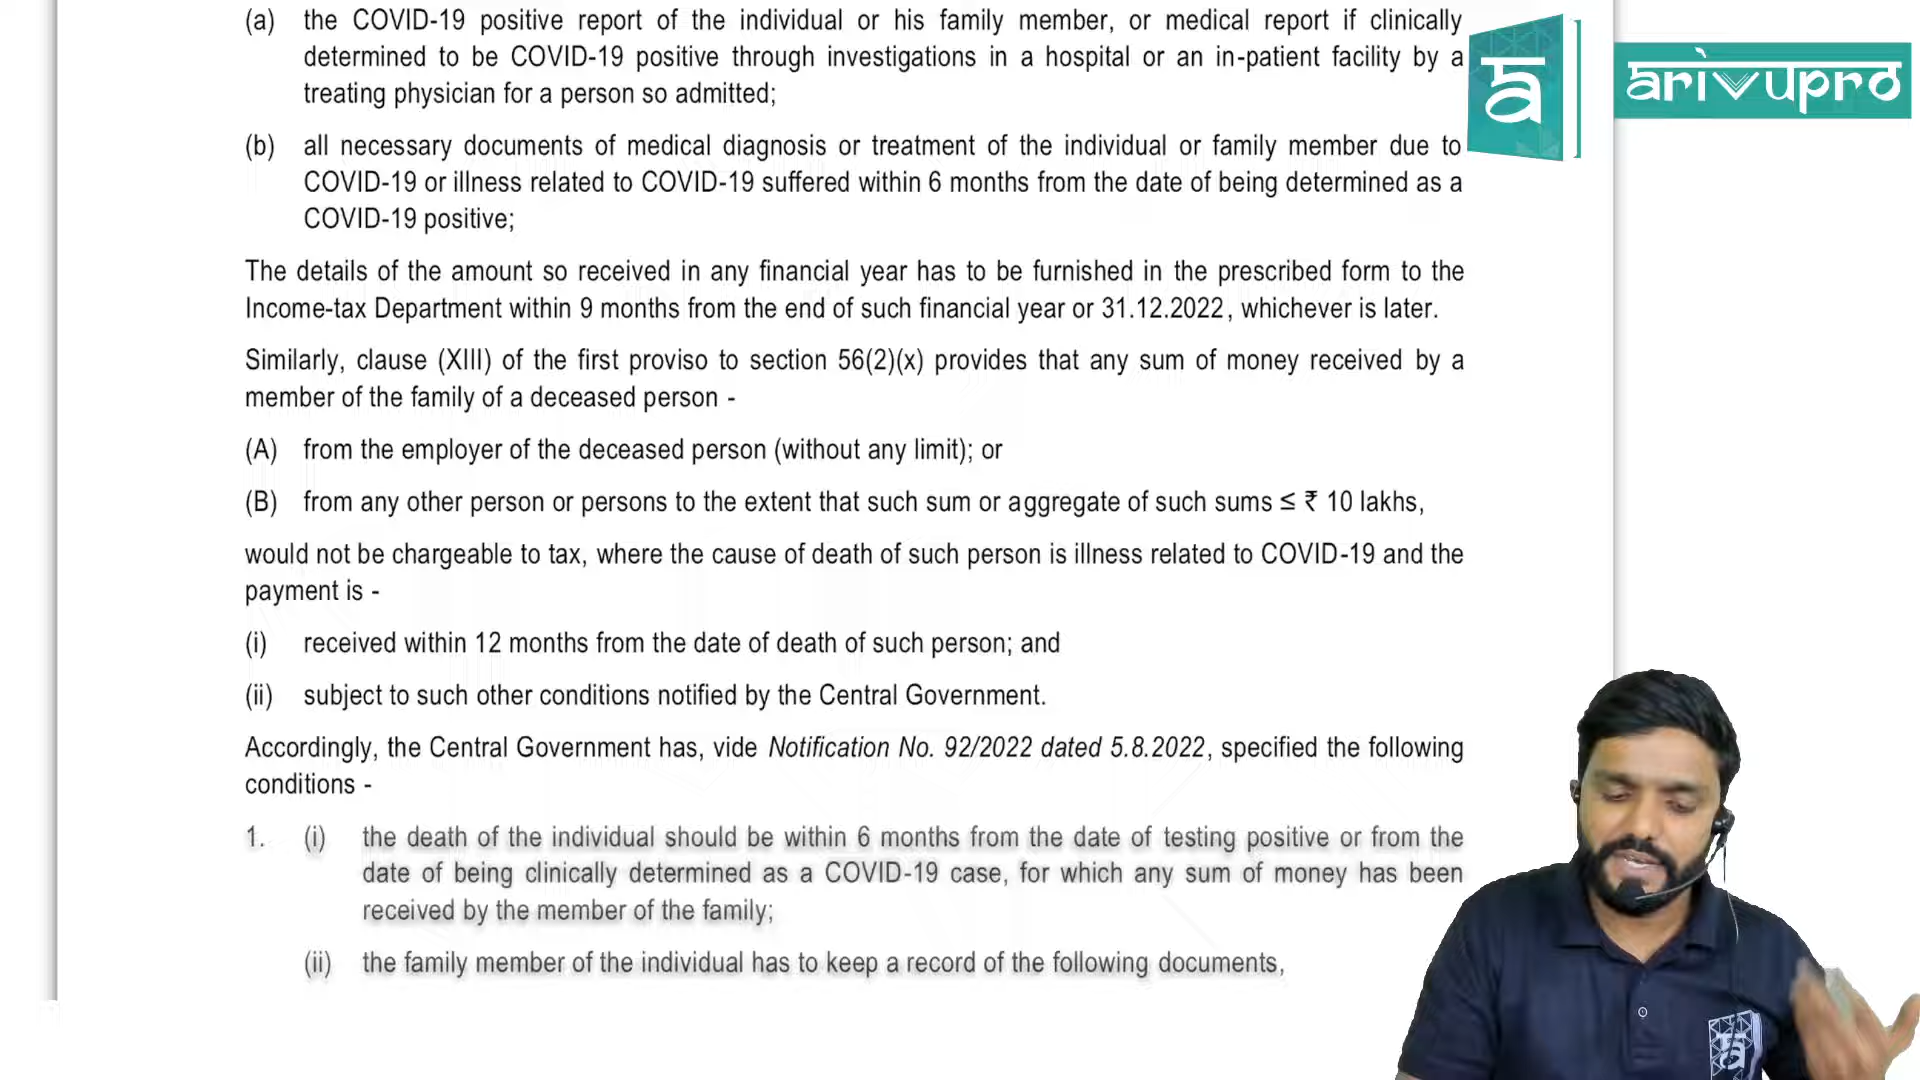 (a) the COVID-19 positive report of the individual or his family member, or medical report if clinically
determined to be COVID-19 positive through investigations in a hospital or an in-patient facility by a
treating physician for a person so admitted;
(b) all necessary documents of medical diagnosis or treatment of the individual or family member due to
COVID-19 or illness related to COVID-19 suffered within 6 months from the date of being determined as a
COVID-19 positive;
The details of the amount so received in any financial year has to be furnished in the prescribed form to the
Income-tax Department within 9 months from the end of such financial year or 31.12.2022, whichever is later.
Similarly, clause (XIII) of the first proviso to section 56(2)(x) provides that any sum of money received by a
member of the family of a deceased person -
(A) from the employer of the deceased person (without any limit); or
(B) from any other person or persons to the extent that such sum or aggregate of such sums ≤ ₹ 10 lakhs,
would not be chargeable to tax, where the cause of death of such person is illness related to COVID-19 and the
payment is -
(i) received within 12 months from the date of death of such person; and
(ii) subject to such other conditions notified by the Central Government.
Accordingly, the Central Government has, vide Notification No. 92/2022 dated 5.8.2022, specified the following
conditions -
1. (i) the death of the individual should be within 6 months from the date of testing positive or from the
date of being clinically determined as a COVID-19 case, for which any sum of money has been
received by the member of the family;
(ii) the family member of the individual has to keep a record of the following documents,
a
arivupro
a